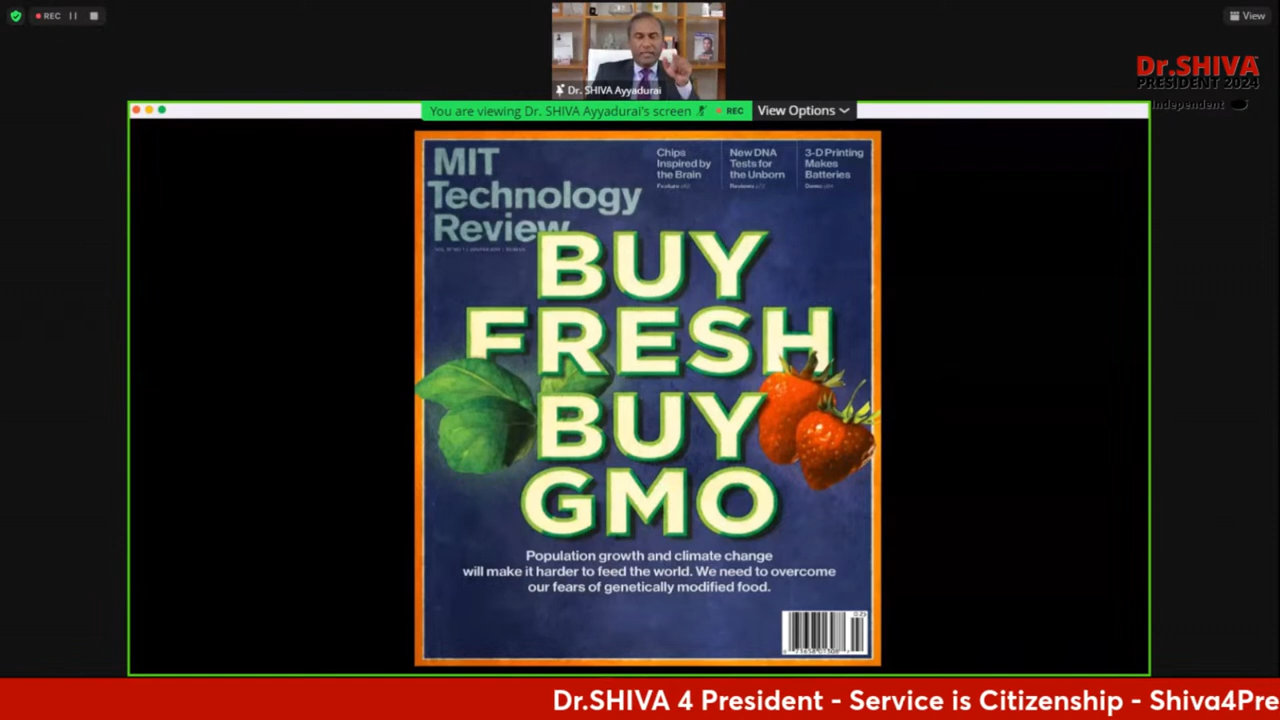 REC
View
Dr. SHIVA Ayyadurai
Dr.SHIVA
PRESIDENT 2024
Independent
You are viewing Dr. SHIVA Ayyadurai's screen
REC
View Options
MIT
Technology
Review
Chips
Inspired by
the Brain
Feature
New DNA
Tests for
the Unborn
Reviews
3-D Printing
Makes
Batteries
Demo
BUY
FRESH
BUY
GMO
Population growth and climate change
will make it harder to feed the world. We need to overcome
our fears of genetically modified food.
Dr.SHIVA 4 President - Service is Citizenship - Shiva4Pre